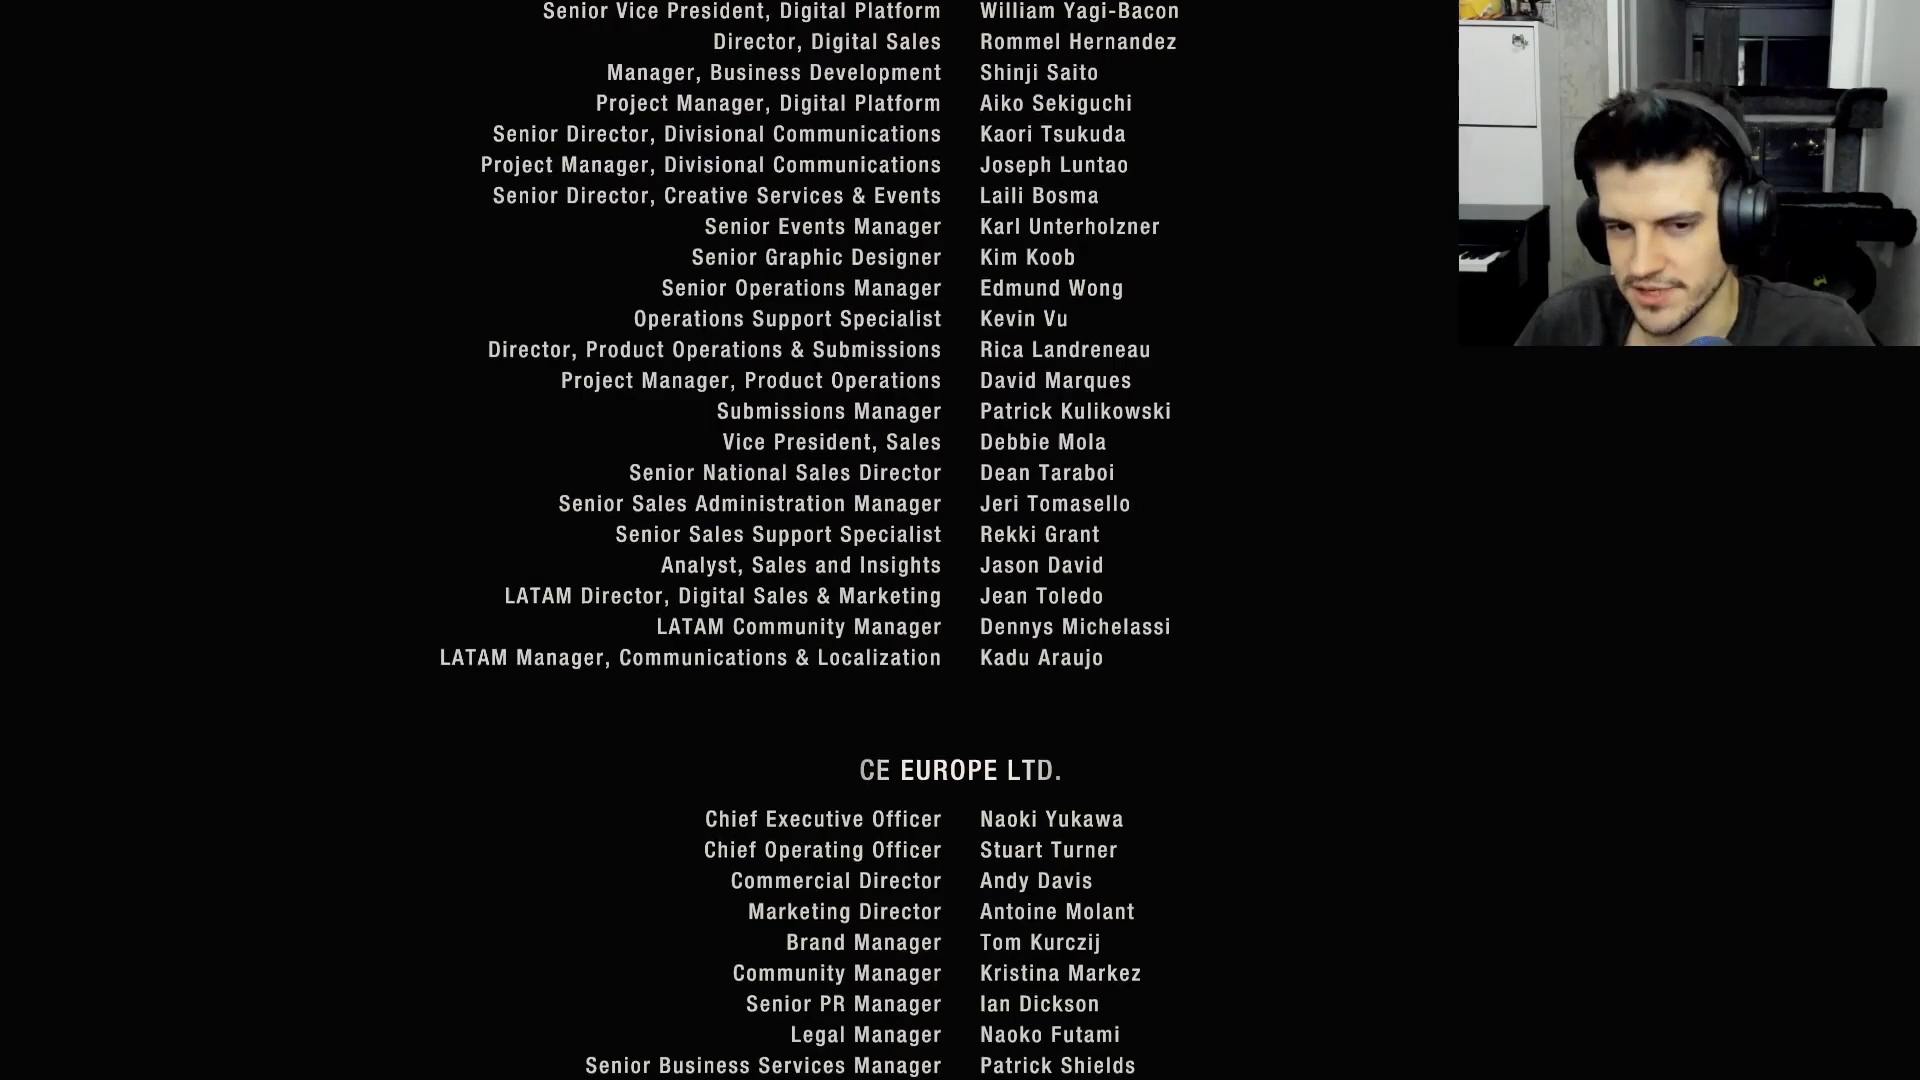 Senior Vice President, Digital Platform William Yagi-Bacon
Director, Digital Sales Rommel Hernandez
Manager, Business Development Shinji Saito
Project Manager, Digital Platform Aiko Sekiguchi
Senior Director, Divisional Communications Kaori Tsukuda
Project Manager, Divisional Communications Joseph Luntao
Senior Director, Creative Services & Events Laili Bosma
Senior Events Manager Karl Unterholzner
Senior Graphic Designer Kim Koob
Senior Operations Manager Edmund Wong
Operations Support Specialist Kevin Vu
Director, Product Operations & Submissions Rica Landreneau
Project Manager, Product Operations David Marques
Submissions Manager Patrick Kulikowski
Vice President, Sales Debbie Mola
Senior National Sales Director Dean Taraboi
Senior Sales Administration Manager Jeri Tomasello
Senior Sales Support Specialist Rekki Grant
Analyst, Sales and Insights Jason David
LATAM Director, Digital Sales & Marketing Jean Toledo
LATAM Community Manager Dennys Michelassi
LATAM Manager, Communications & Localization Kadu Araujo
CE EUROPE LTD.
Chief Executive Officer Naoki Yukawa
Chief Operating Officer Stuart Turner
Commercial Director Andy Davis
Marketing Director Antoine Molant
Brand Manager Tom Kurczij
Community Manager Kristina Markez
Senior PR Manager Ian Dickson
Legal Manager Naoko Futami
Senior Business Services Manager Patrick Shields